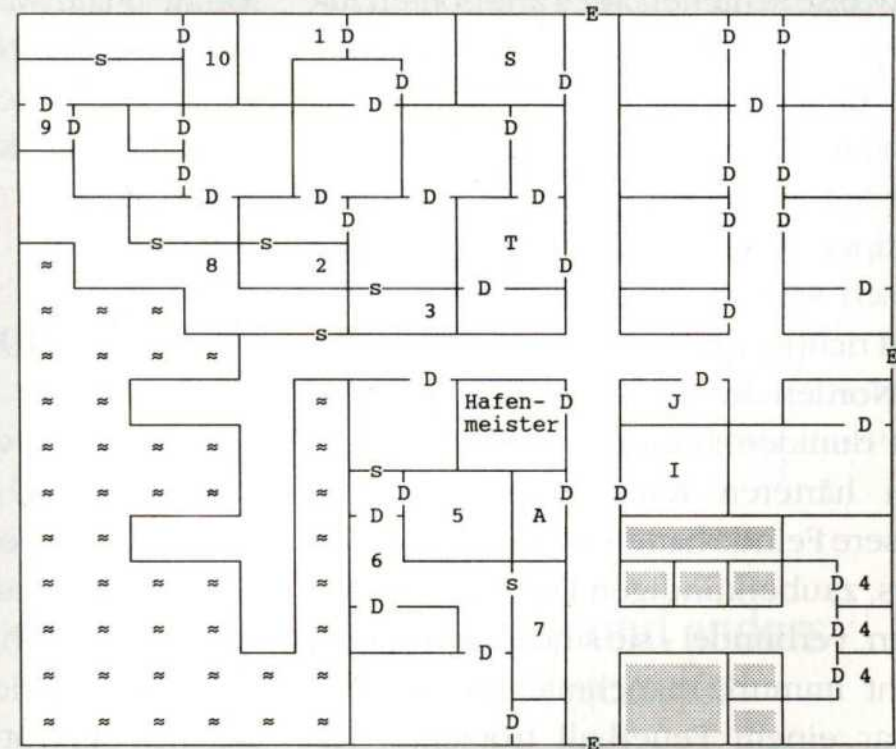 E
D 1 D D D
S 10 S
D D
D D D
9 D D D
D D D
D D D D
D D D
S S T
≈ 8 2 D
S D D
≈ ≈ ≈ 3 D
S
≈ ≈ ≈ ≈ E
D D
≈ ≈ ≈ Hafen- D J
meister D
≈ ≈ ≈ ≈ ≈
S I
≈ ≈ ≈ ≈ ≈ D D D
D 5 A
≈ ≈ ≈
6
≈ ≈ ≈ ≈ S D 4
D
≈ ≈ ≈ ≈ ≈ 7 D 4
D
≈ ≈ ≈ ≈ ≈ ≈ D 4
≈ ≈ ≈ ≈ ≈ ≈ D
E